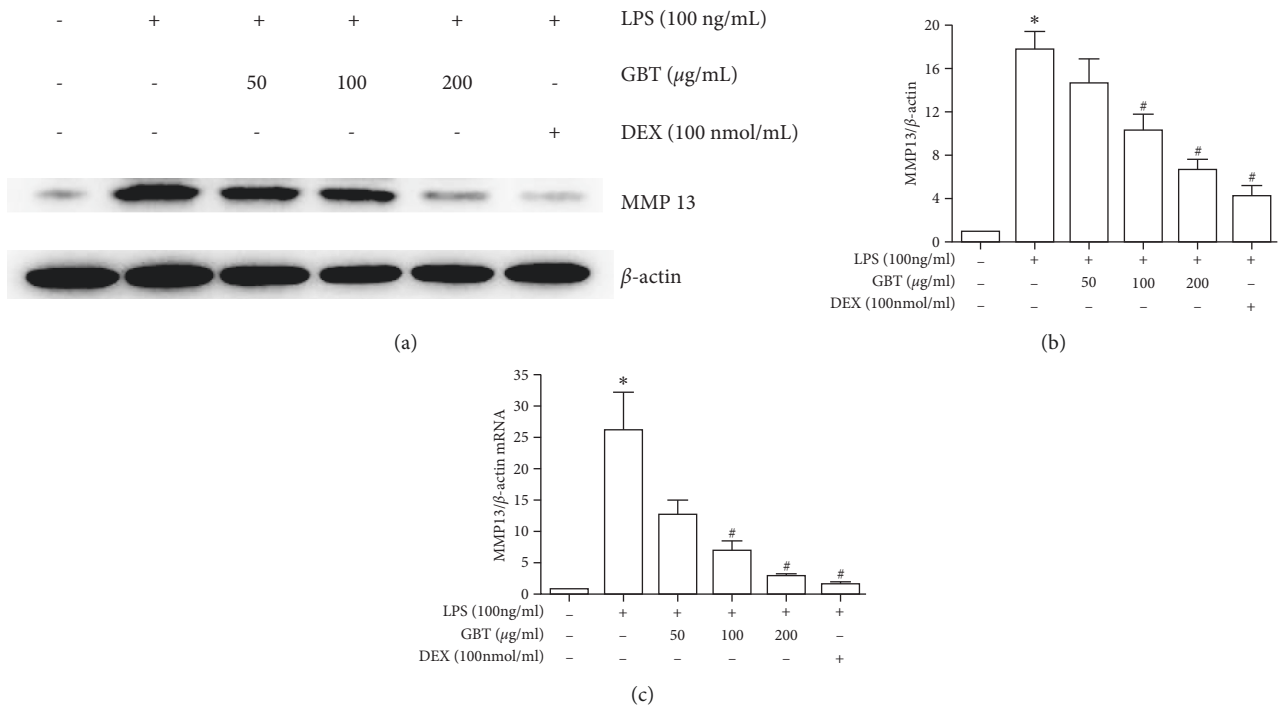 - + + + + + LPS (100 ng/mL)
- - 50 100 200 - GBT (µg/mL)
- - - - - + DEX (100 nmol/mL)
MMP 13
β-actin
(a)
MMP13/β-actin
20
16
12
8
4
0
*
#
#
#
LPS (100ng/ml) – + + + + +
GBT (µg/ml) – – 50 100 200 –
DEX (100nmol/ml) – – – – – +
(b)
MMP13/β-actin mRNA
35
30
25
20
15
10
5
0
*
#
#
#
LPS (100ng/ml) – + + + + +
GBT (µg/ml) – – 50 100 200 –
DEX (100nmol/ml) – – – – – +
(c)